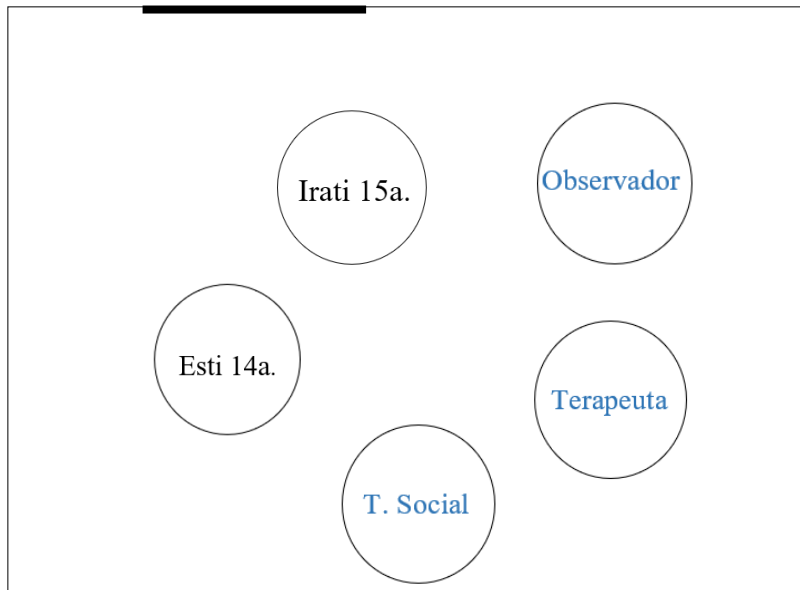 Irati 15a.
Observador
Esti 14a.
Terapeuta
T. Social